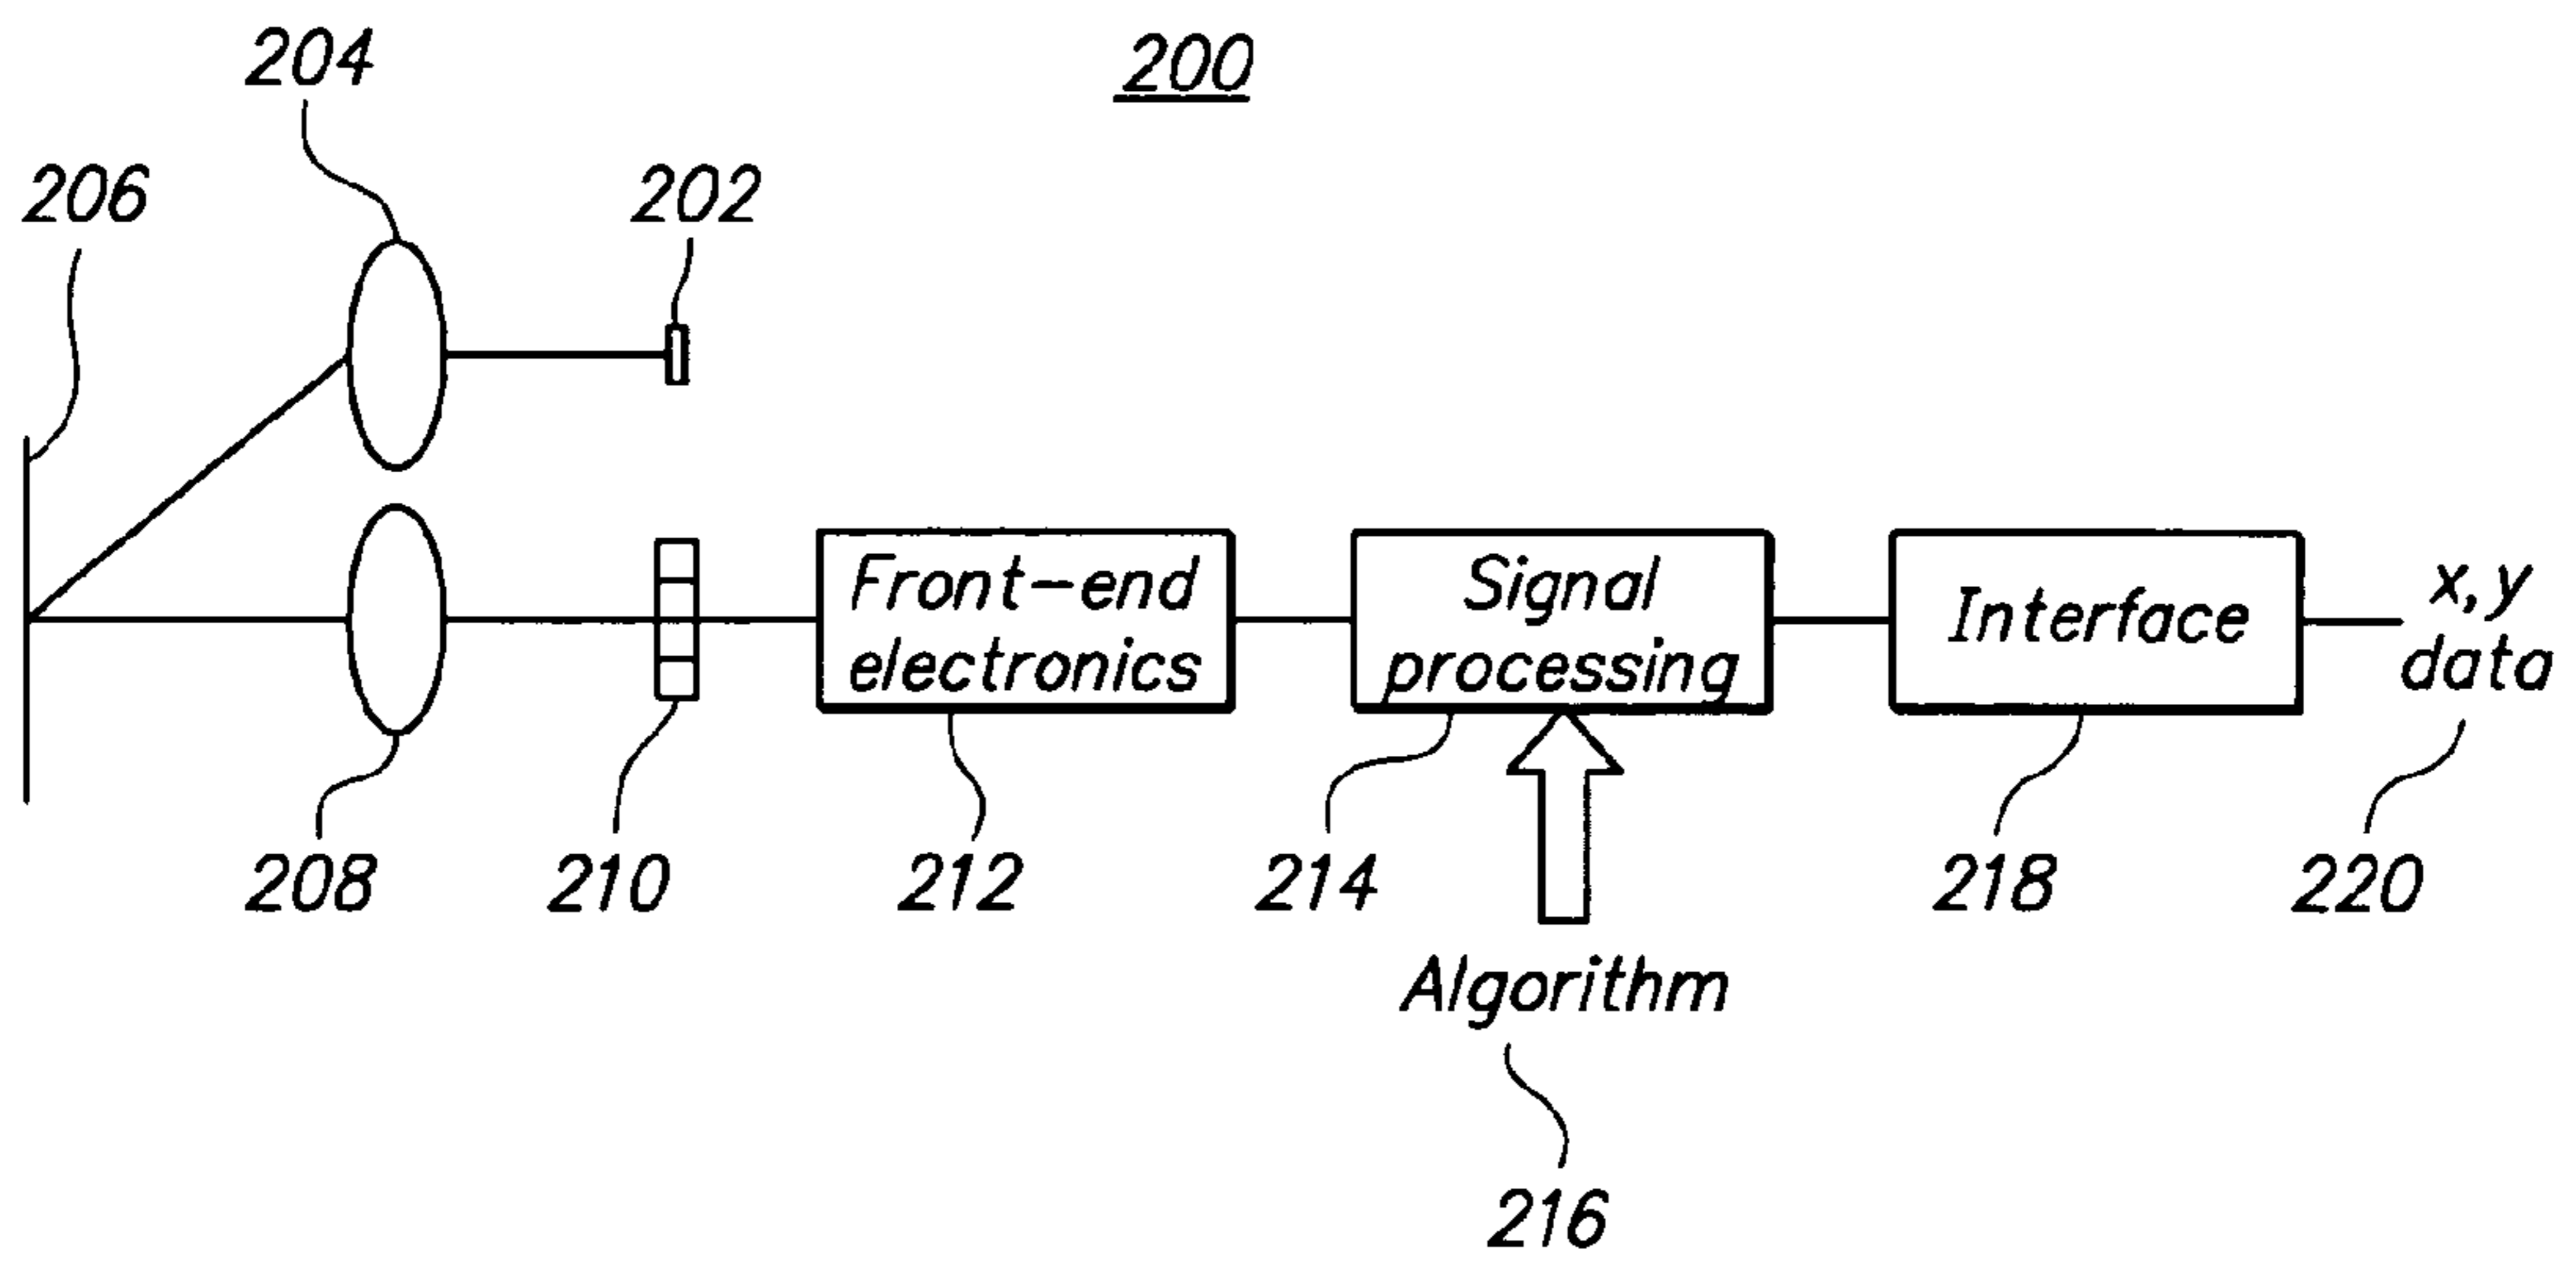 204
200
206
202
Front-end
electronics
Signal
processing
Interface
x, y
data
208
210
212
214
218
220
Algorithm
216